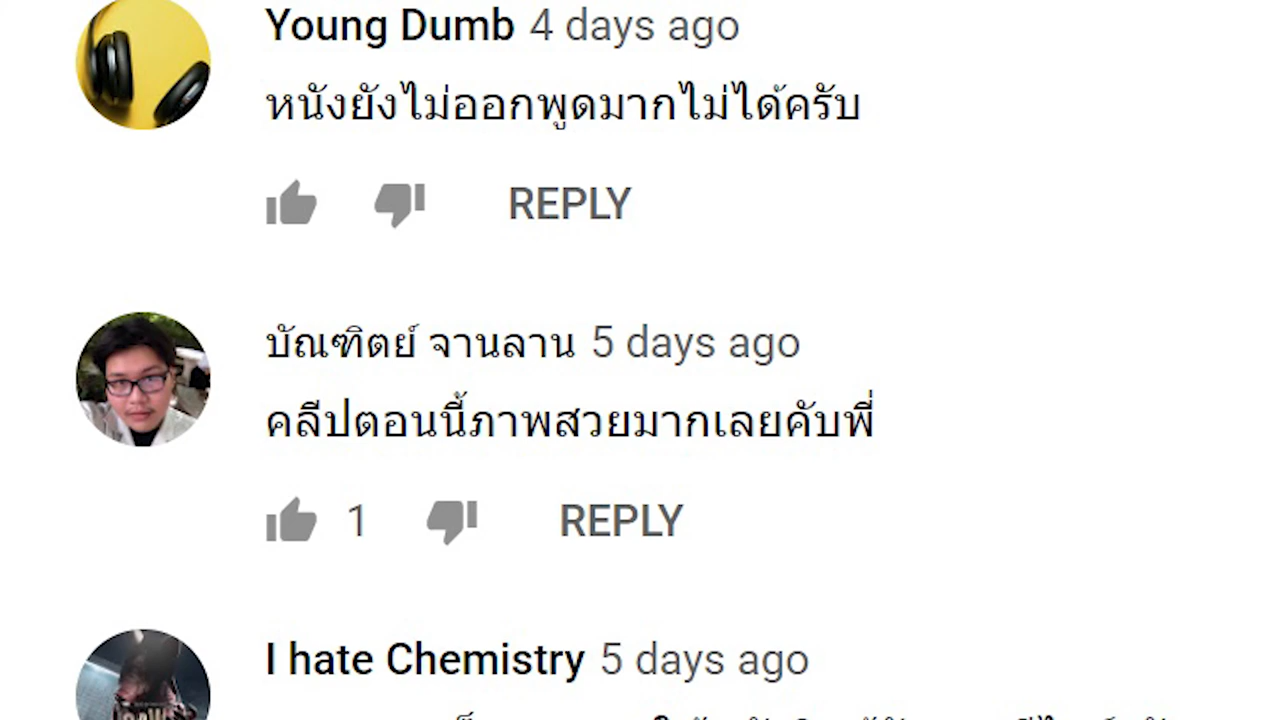 Young Dumb 4 days ago
หนังยังไม่ออกพูดมากไม่ได้ครับ
REPLY
บัณฑิตย์ จานลาน 5 days ago
คลีปตอนนี้ภาพสวยมากเลยคับพี่
1 REPLY
I hate Chemistry 5 days ago